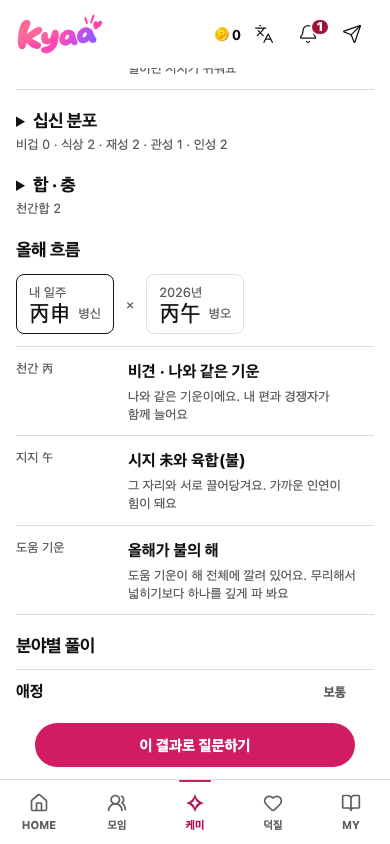 kyaa
0
1
십신 분포
비겁 0 · 식상 2 · 재성 2 · 관성 1 · 인성 2
합 · 충
천간합 2
올해 흐름
내 일주
丙申 병신
×
2026년
丙午 병오
천간 丙
비견 · 나와 같은 기운
나와 같은 기운이에요. 내 편과 경쟁자가
함께 늘어요
지지 午
시지 未와 육합(불)
그 자리와 서로 끌어당겨요. 가까운 인연이
힘이 돼요
도움 기운
올해가 불의 해
도움 기운이 해 전체에 깔려 있어요. 무리해서
넓히기보다 하나를 깊게 파 봐요
분야별 풀이
애정
보통
이 결과로 질문하기
HOME
모임
케미
덕질
MY